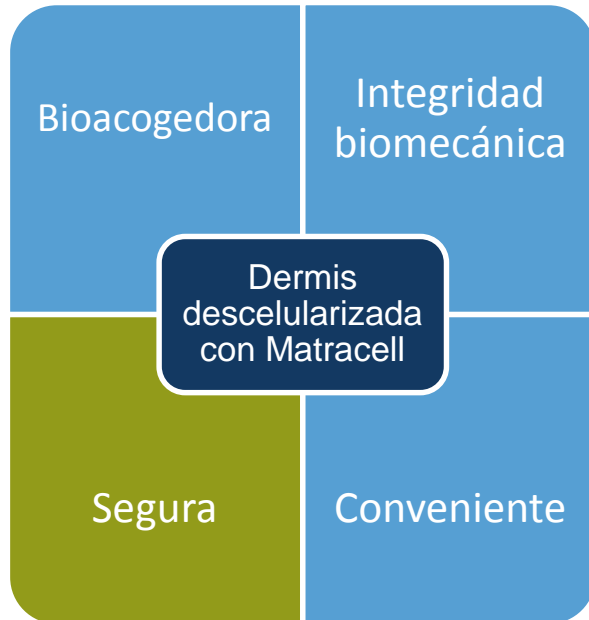 Bioacogedora
Integridad
biomecánica
Dermis
descelularizada
con Matracell
Segura
Conveniente